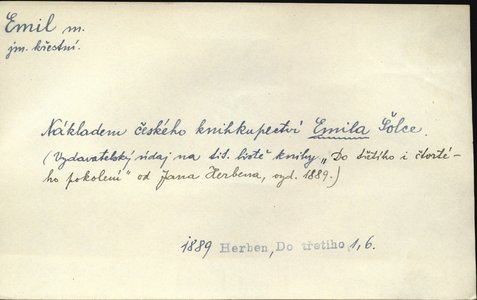 Emil m.
jm. křestní.
Nákladem českého knihkupectví Emila Šolce.
(Vydavatelský údaj na tit. listě knihy „Do třetího i čtvrté-
ho pokolení" od Jana Herbena, vyd. 1889.)
1889 Herben, Do třetího 1, 6.